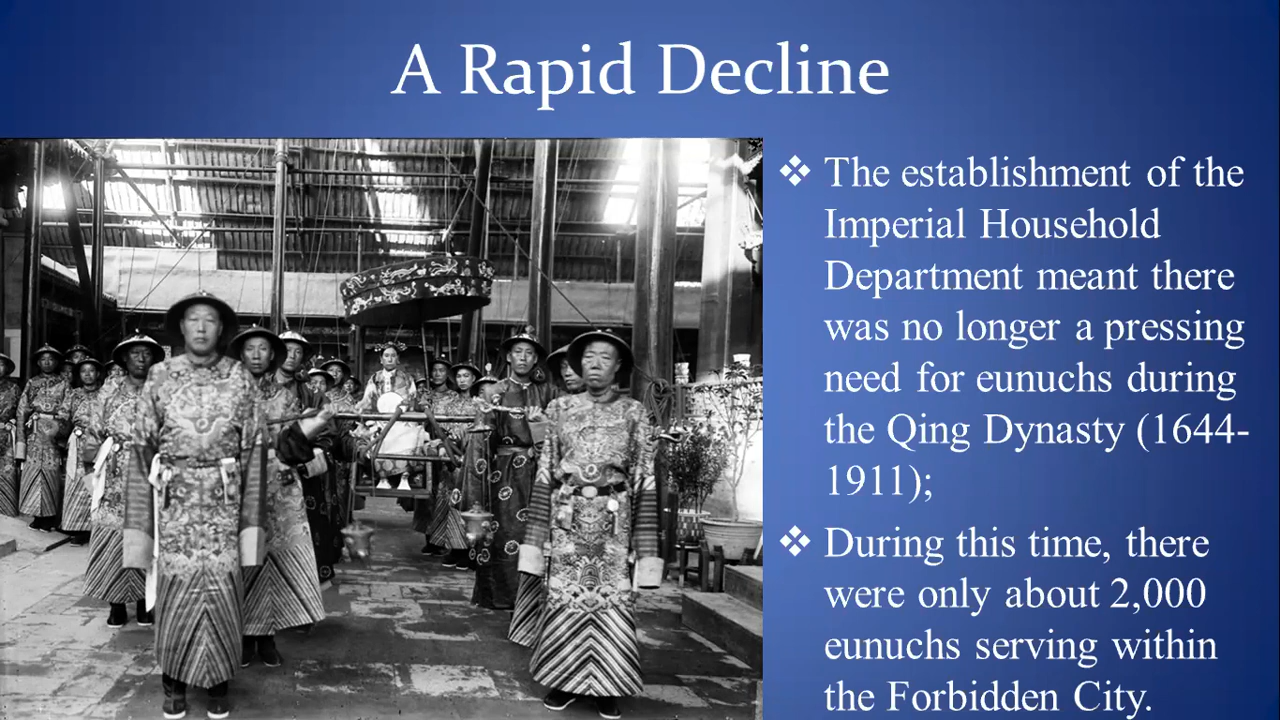 A Rapid Decline
❖ The establishment of the
Imperial Household
Department meant there
was no longer a pressing
need for eunuchs during
the Qing Dynasty (1644-
1911);
❖ During this time, there
were only about 2,000
eunuchs serving within
the Forbidden City.